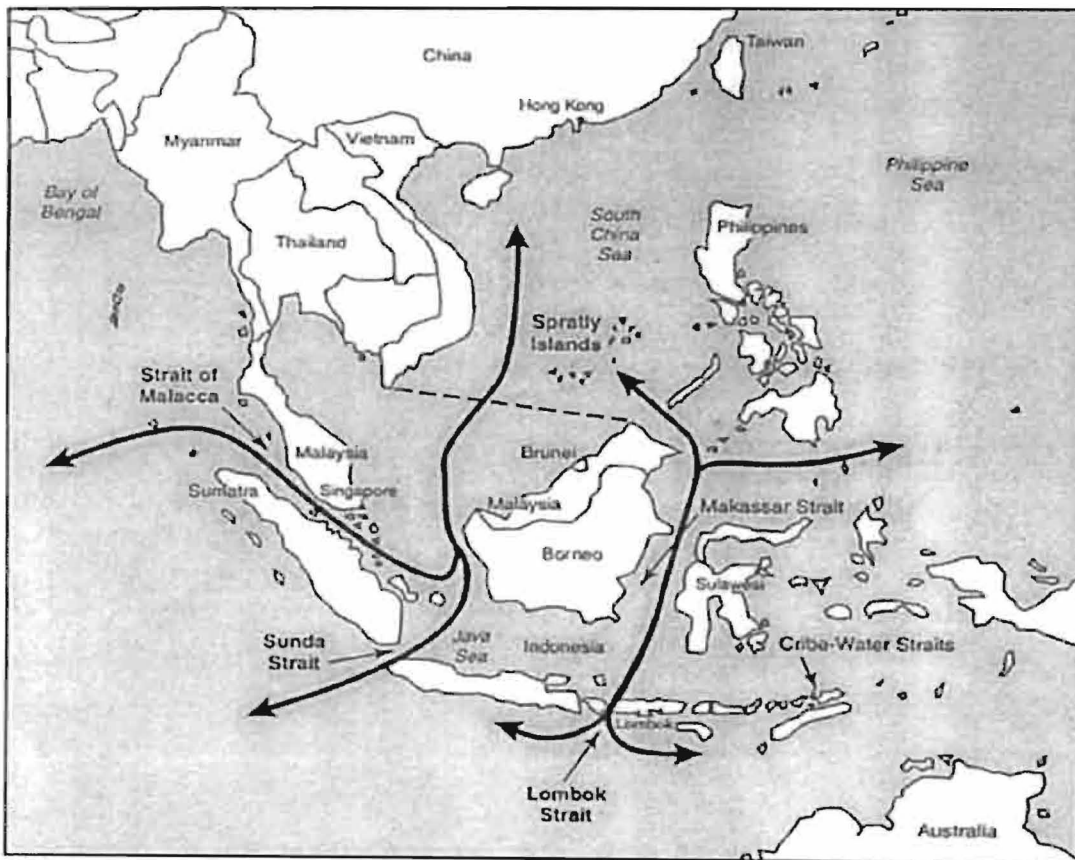 Taiwan
China
Hong Kong
Myanmar
Vietnam
Philippine
Sea
Bay of
Bengal
South
China
Sea
Philippines
Thailand
Spratly
Islands
Strait of
Malacca
Malaysia
Brunei
Sumatra
Singapore
Malaysia
Makassar Strait
Borneo
Sulawesi
Sunda
Strait
Java
Sea
Indonesia
Cribe-Water Straits
Lombok
Lombok
Strait
Australia